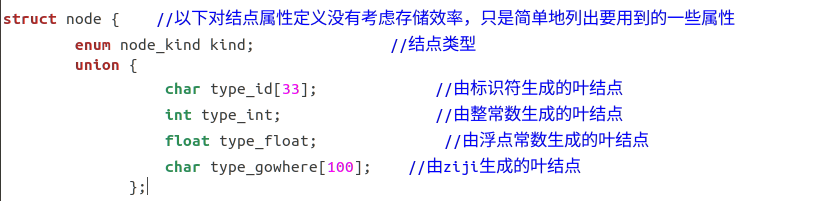 struct node {    //以下对结点属性定义没有考虑存储效率，只是简单地列出要用到的一些属性
        enum node_kind kind;               //结点类型
        union {
                  char type_id[33];             //由标识符生成的叶结点
                  int type_int;                 //由整常数生成的叶结点
                  float type_float;              //由浮点常数生成的叶结点
                  char type_gowhere[100];    //由ziji生成的叶结点
              };